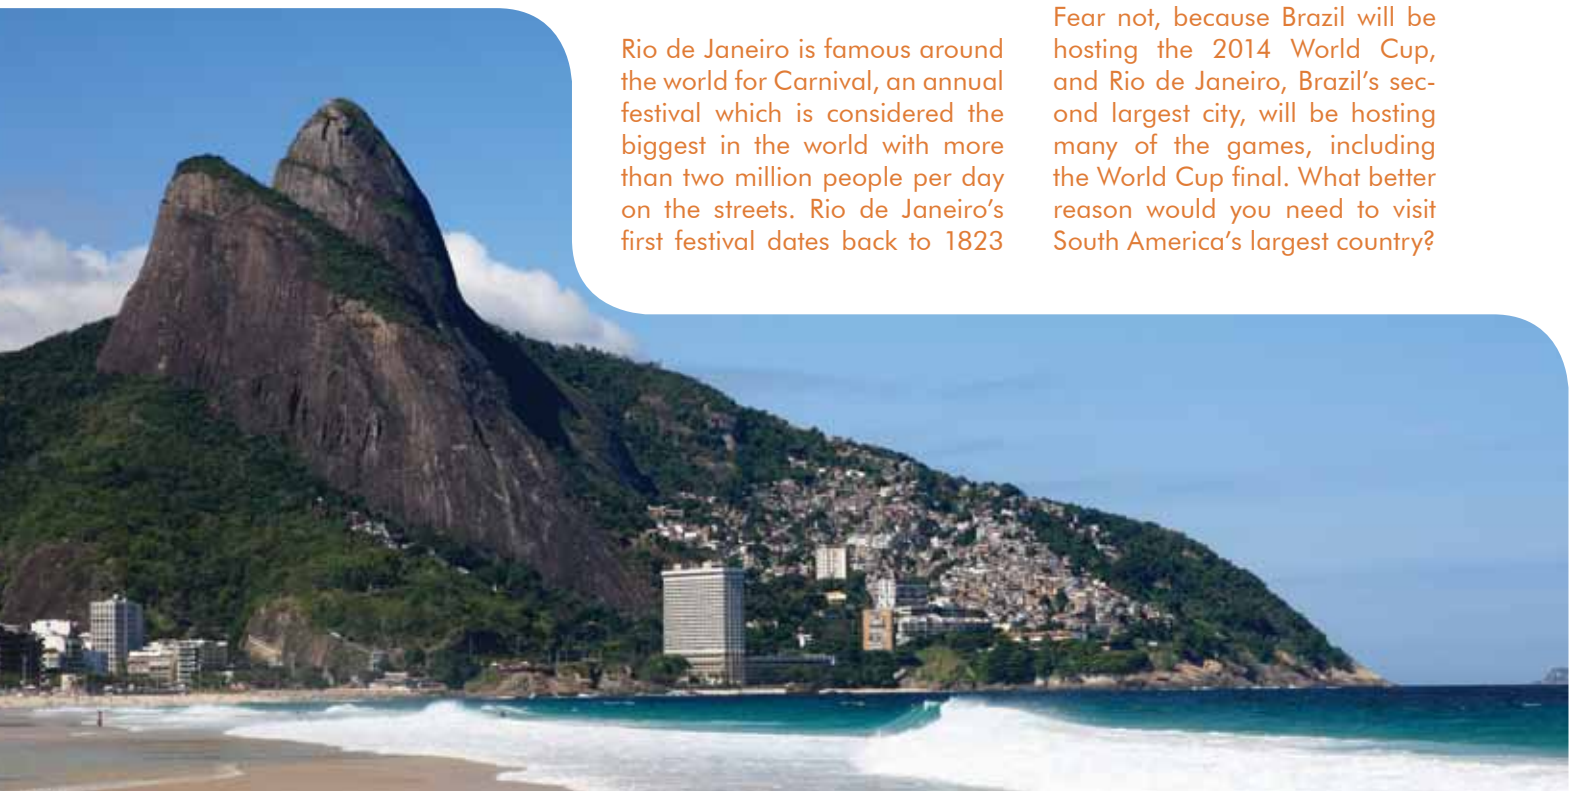 Rio de Janeiro is famous around
the world for Carnival, an annual
festival which is considered the
biggest in the world with more
than two million people per day
on the streets. Rio de Janeiro's
first festival dates back to 1823
Fear not, because Brazil will be
hosting the 2014 World Cup,
and Rio de Janeiro, Brazil's sec-
ond largest city, will be hosting
many of the games, including
the World Cup final. What better
reason would you need to visit
South America's largest country?